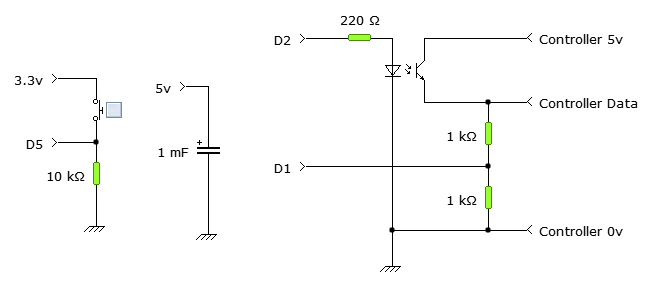 220 Ω
D2
Controller 5v
3.3v
5v
Controller Data
1 kΩ
D5
1 mF
+
D1
10 kΩ
1 kΩ
Controller 0v